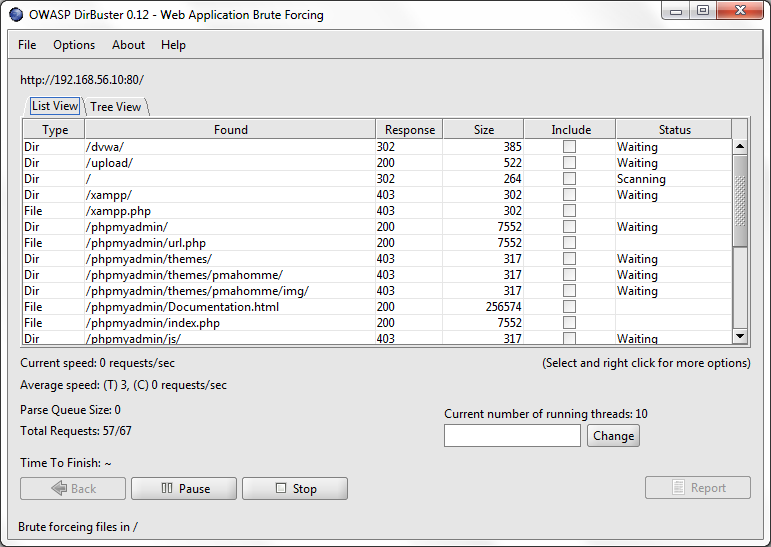 OWASP DirBuster 0.12 - Web Application Brute Forcing
File Options About Help
http://192.168.56.10:80/
List View Tree View
Type Found Response Size Include Status
Dir /dvwa/ 302 385 Waiting
Dir /upload/ 200 522 Waiting
Dir / 302 264 Scanning
Dir /xampp/ 403 302 Waiting
File /xampp.php 403 302
Dir /phpmyadmin/ 200 7552 Waiting
File /phpmyadmin/url.php 200 7552
Dir /phpmyadmin/themes/ 403 317 Waiting
Dir /phpmyadmin/themes/pmahomme/ 403 317 Waiting
Dir /phpmyadmin/themes/pmahomme/img/ 403 317 Waiting
File /phpmyadmin/Documentation.html 200 256574
File /phpmyadmin/index.php 200 7552
Dir /phpmyadmin/js/ 403 317 Waiting
Current speed: 0 requests/sec (Select and right click for more options)
Average speed: (T) 3, (C) 0 requests/sec
Parse Queue Size: 0
Current number of running threads: 10
Total Requests: 57/67
Change
Time To Finish: ~
Back Pause Stop Report
Brute forceing files in /